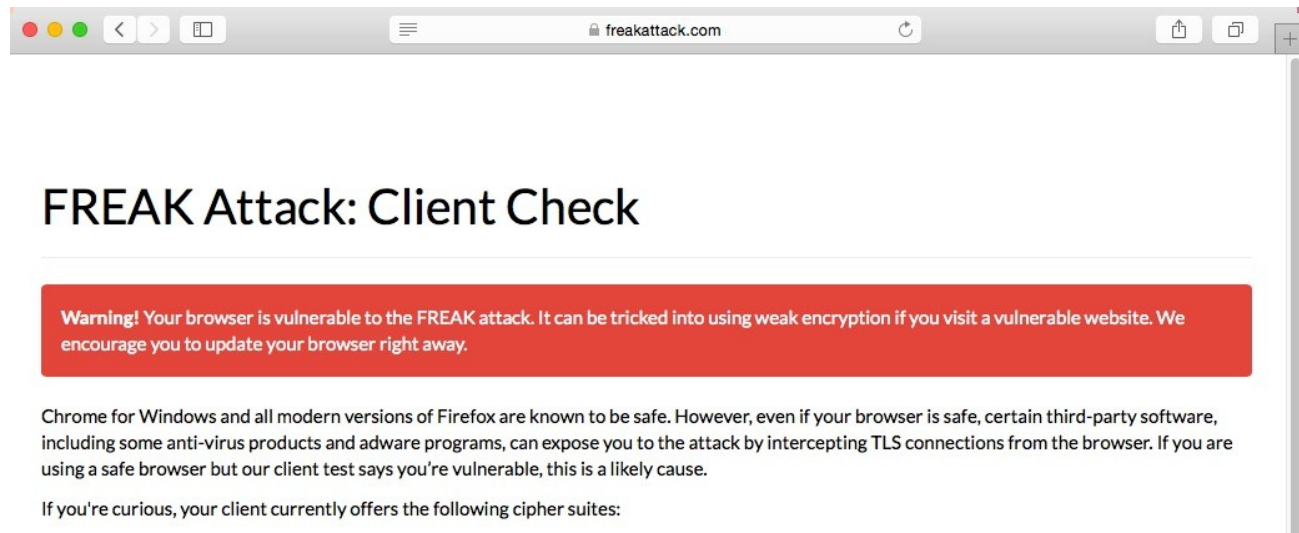 freakattack.com
FREAK Attack: Client Check
Warning! Your browser is vulnerable to the FREAK attack. It can be tricked into using weak encryption if you visit a vulnerable website. We
encourage you to update your browser right away.
Chrome for Windows and all modern versions of Firefox are known to be safe. However, even if your browser is safe, certain third-party software,
including some anti-virus products and adware programs, can expose you to the attack by intercepting TLS connections from the browser. If you are
using a safe browser but our client test says you’re vulnerable, this is a likely cause.
If you're curious, your client currently offers the following cipher suites: